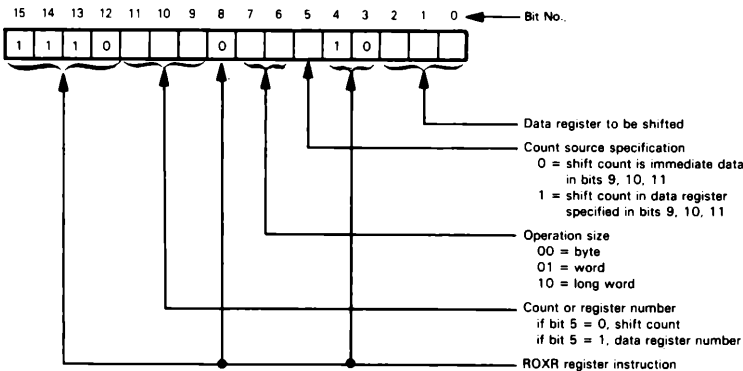 15 14 13 12 11 10 9 8 7 6 5 4 3 2 1 0 Bit No.
1 1 1 0 0 1 0
Data register to be shifted
Count source specification
0 = shift count is immediate data
in bits 9, 10, 11
1 = shift count in data register
specified in bits 9, 10, 11
Operation size
00 = byte
01 = word
10 = long word
Count or register number
if bit 5 = 0, shift count
if bit 5 = 1, data register number
ROXR register instruction